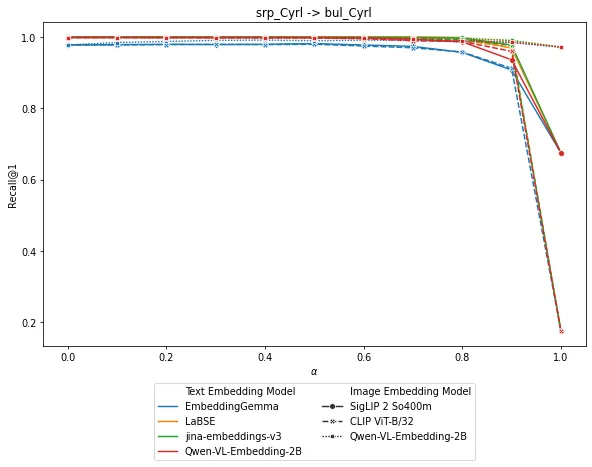 srp_Cyrl -> bul_Cyrl
1.0
0.8
0.6
0.4
0.2
Recall@1
0.0 0.2 0.4 0.6 0.8 1.0
α
Text Embedding Model Image Embedding Model
EmbeddingGemma SigLIP 2 So400m
LaBSE CLIP ViT-B/32
jina-embeddings-v3 Qwen-VL-Embedding-2B
Qwen-VL-Embedding-2B